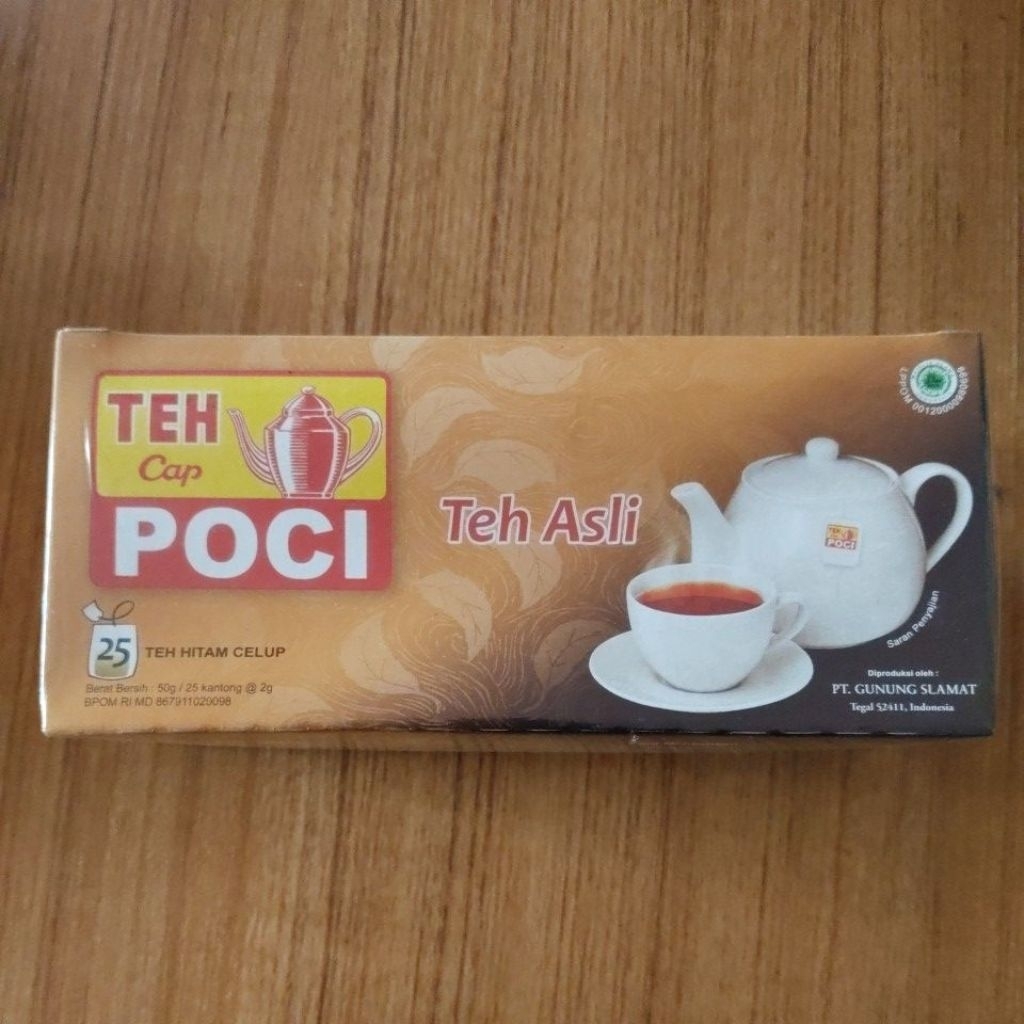 TEH
Cap
POCI
Teh Asli
25
TEH HITAM CELUP
Berat Bersih : 50g / 25 kantong @ 2g
BPOM RI MD 867911029098
TEH
POCI
Saran Penyajian
Diproduksi oleh :
PT. GUNUNG SLAMAT
Tegal 52411, Indonesia